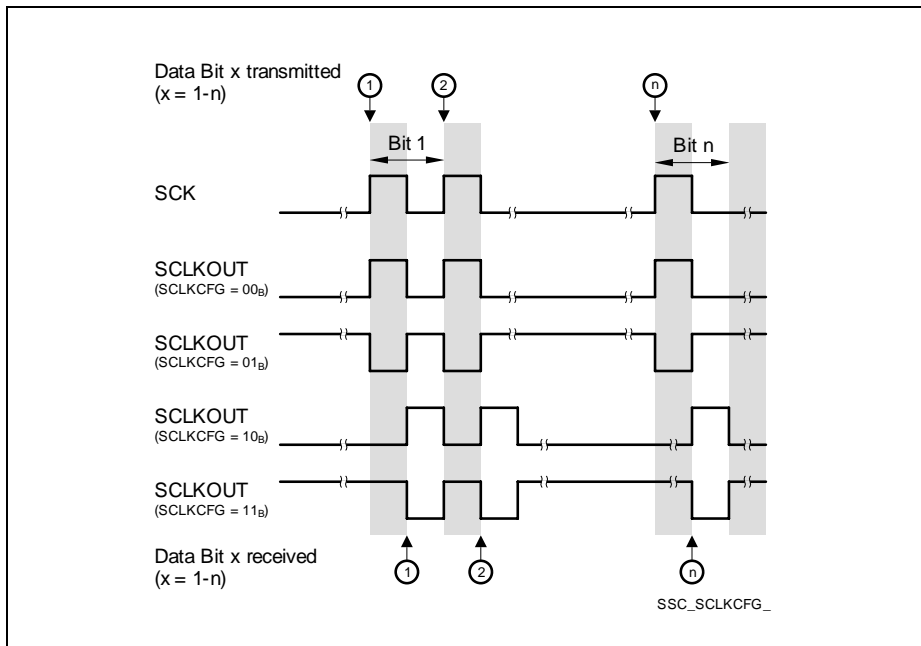 Data Bit x transmitted
(x = 1-n)
1
2
n
Bit 1
Bit n
SCK
SCLKOUT
(SCLKCFG = 00B)
SCLKOUT
(SCLKCFG = 01B)
SCLKOUT
(SCLKCFG = 10B)
SCLKOUT
(SCLKCFG = 11B)
Data Bit x received
(x = 1-n)
1
2
n
SSC_SCLKCFG_